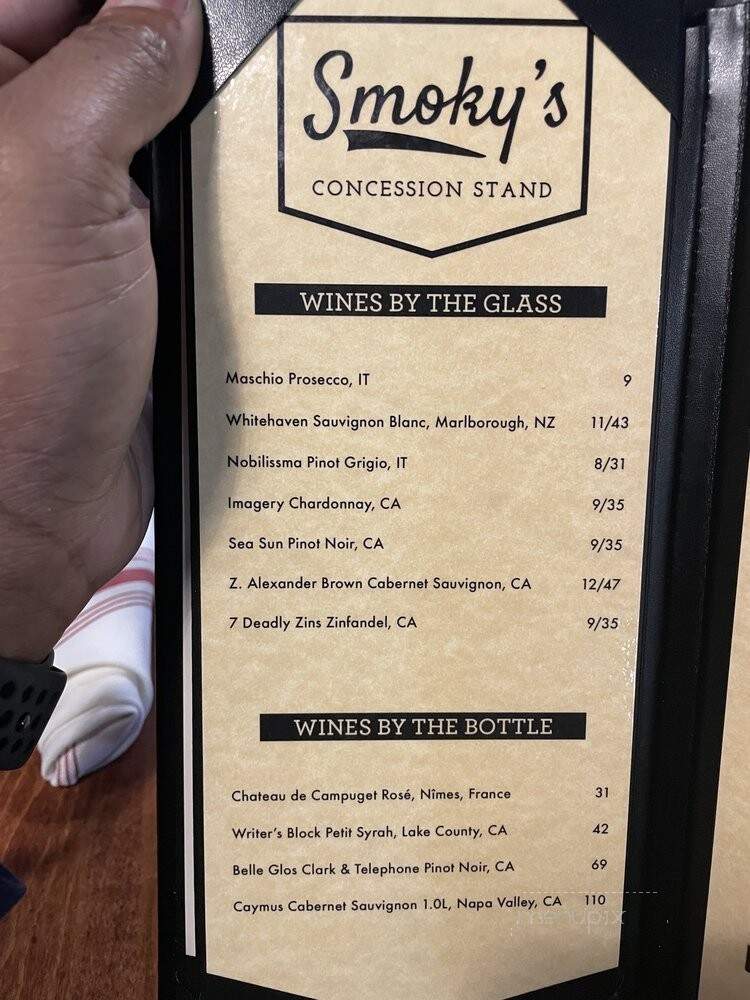 Smoky's
CONCESSION STAND
WINES BY THE GLASS
Maschio Prosecco, IT 9
Whitehaven Sauvignon Blanc, Marlborough, NZ 11/43
Nobilissma Pinot Grigio, IT 8/31
Imagery Chardonnay, CA 9/35
Sea Sun Pinot Noir, CA 9/35
Z. Alexander Brown Cabernet Sauvignon, CA 12/47
7 Deadly Zins Zinfandel, CA 9/35
WINES BY THE BOTTLE
Chateau de Campuget Rosé, Nîmes, France 31
Writer's Block Petit Syrah, Lake County, CA 42
Belle Glos Clark & Telephone Pinot Noir, CA 69
Caymus Cabernet Sauvignon 1.0L, Napa Valley, CA 110
menupix